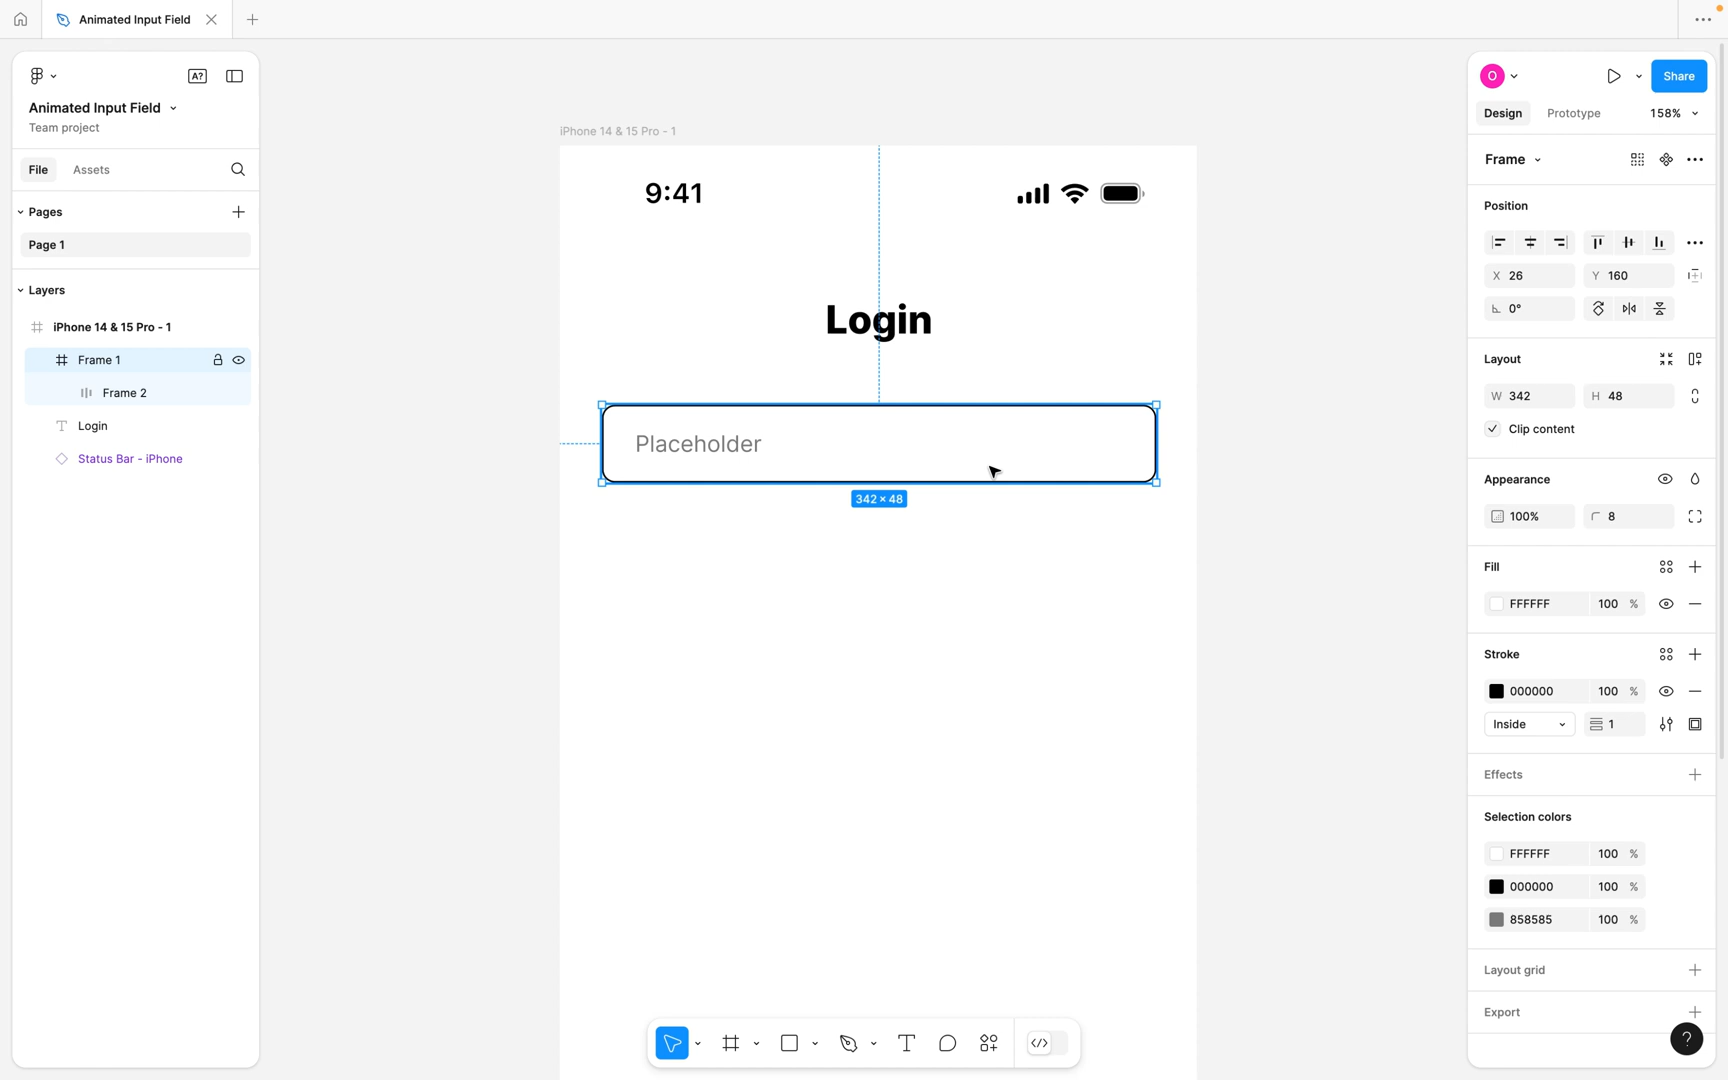 Animated Input Field
A?
Animated Input Field
Team project
File
Assets
Pages
Page 1
Layers
iPhone 14 & 15 Pro - 1
Frame 1
Frame 2
Login
Status Bar - iPhone
iPhone 14 & 15 Pro - 1
9:41
Login
Placeholder
342 × 48
O
Share
Design
Prototype
158%
Frame
Position
X 26
Y 160
0°
Layout
W 342
H 48
Clip content
Appearance
100%
8
Fill
FFFFFF 100 %
Stroke
000000 100 %
Inside
1
Effects
Selection colors
FFFFFF 100 %
000000 100 %
858585 100 %
Layout grid
Export
?